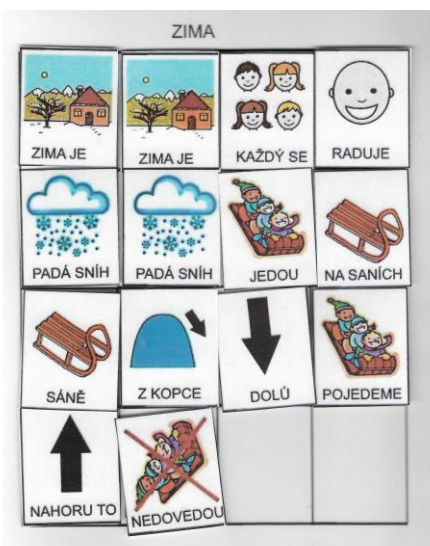 ZIMA
ZIMA JE ZIMA JE KAŽDÝ SE RADUJE
PADÁ SNÍH PADÁ SNÍH JEDOU NA SANÍCH
SÁNĚ Z KOPCE DOLŮ POJEDEME
NAHORU TO NEDOVEDOU